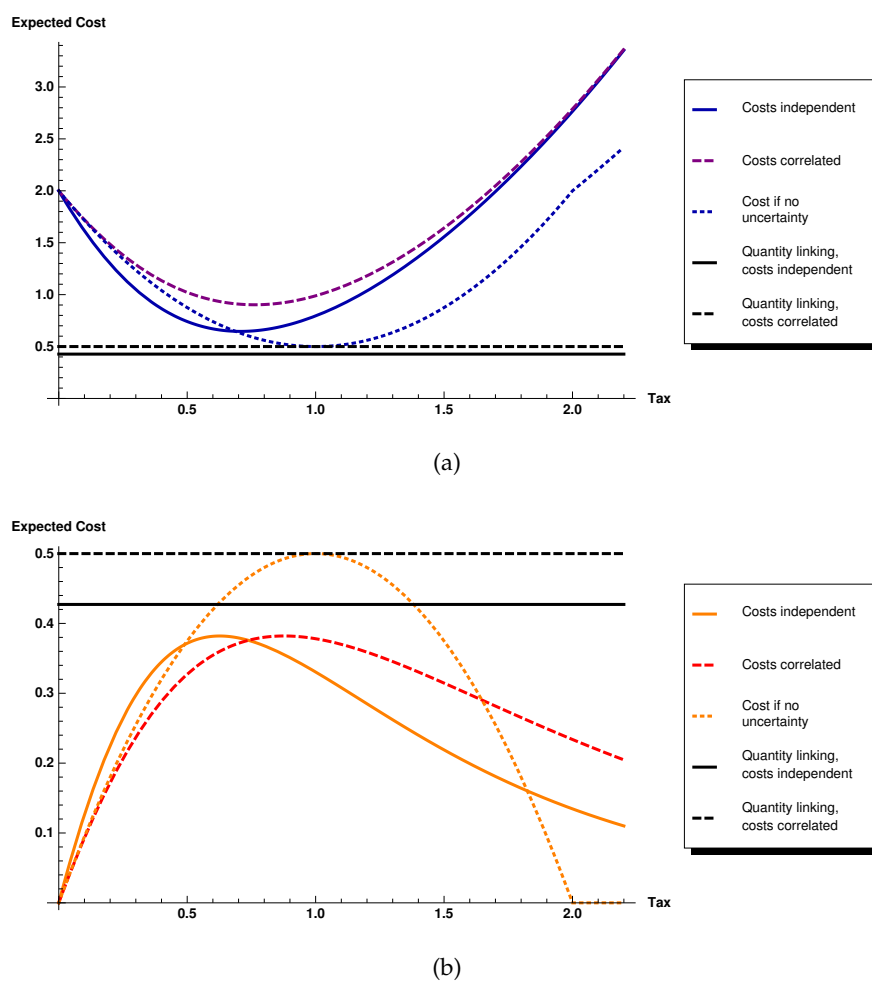 Expected Cost
3.0
2.5
2.0
1.5
1.0
0.5
0.5
1.0
1.5
2.0
Tax
Costs independent
Costs correlated
Cost if no
uncertainty
Quantity linking,
costs independent
Quantity linking,
costs correlated
(a)
Expected Cost
0.5
0.4
0.3
0.2
0.1
0.5
1.0
1.5
2.0
Tax
Costs independent
Costs correlated
Cost if no
uncertainty
Quantity linking,
costs independent
Quantity linking,
costs correlated
(b)